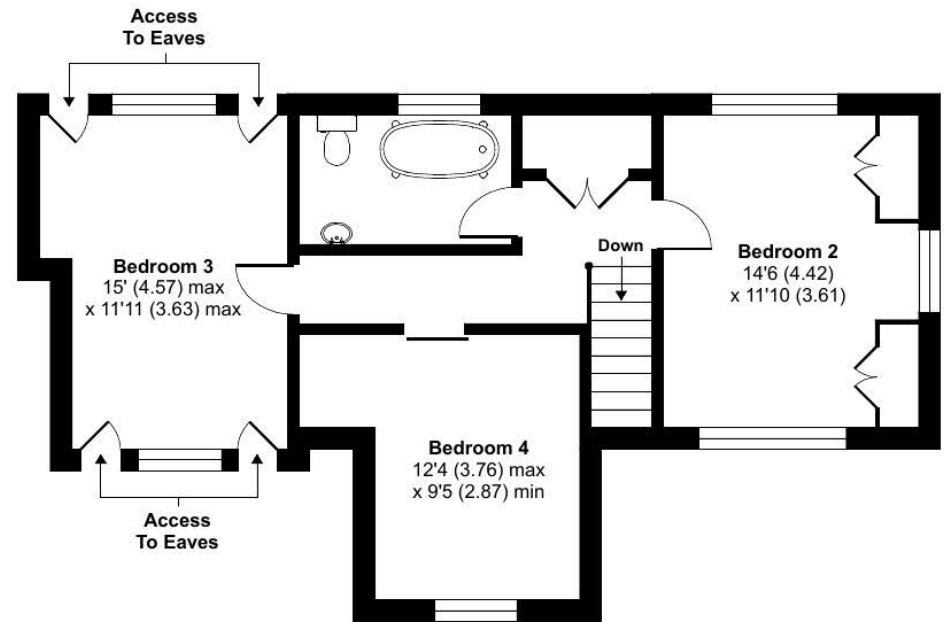 Access
To Eaves
Bedroom 3
15' (4.57) max
x 11'11 (3.63) max
Down
Bedroom 2
14'6 (4.42)
x 11'10 (3.61)
Bedroom 4
12'4 (3.76) max
x 9'5 (2.87) min
Access
To Eaves